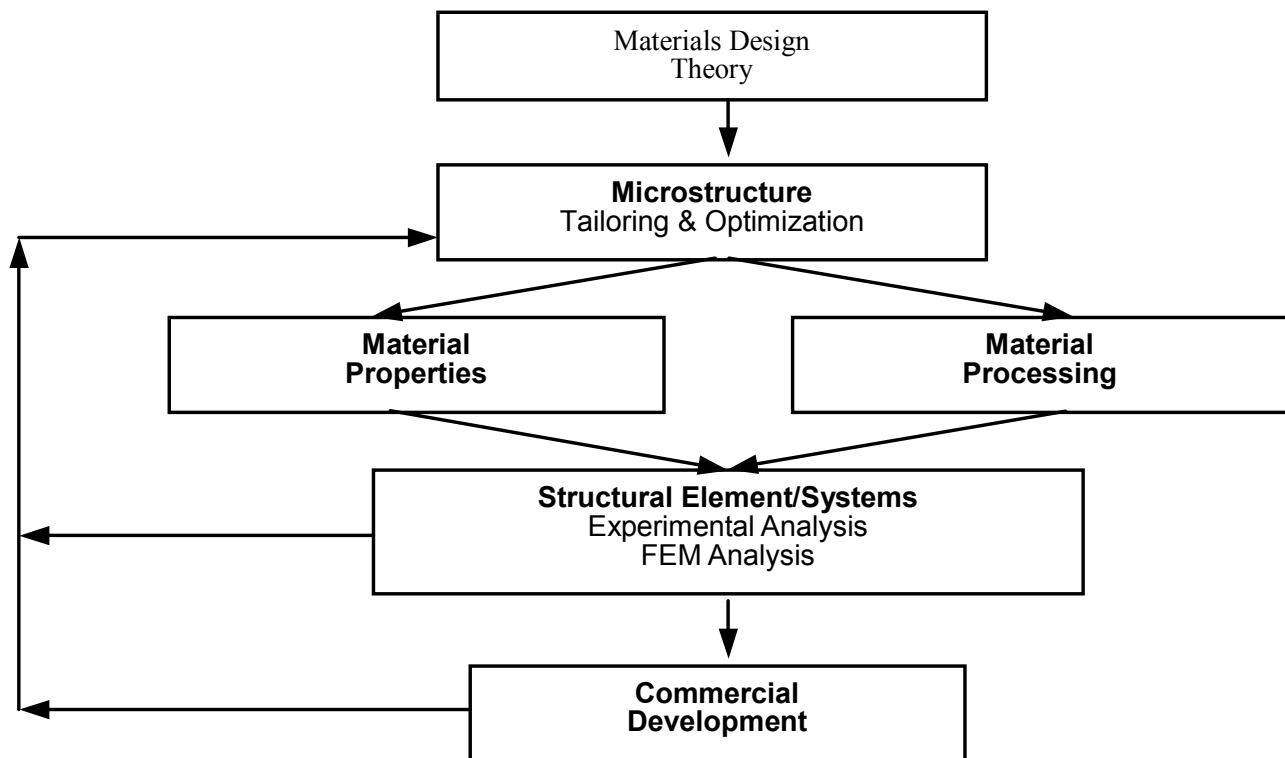 Materials Design
Theory
Microstructure
Tailoring & Optimization
Material
Properties
Material
Processing
Structural Element/Systems
Experimental Analysis
FEM Analysis
Commercial
Development